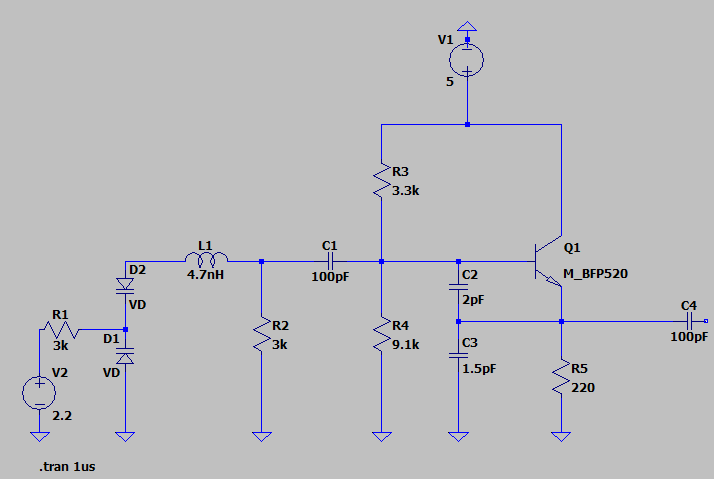 V1
5
R3
3.3k
Q1
M_BFP520
L1
4.7nH
C1
100pF
D2
VD
C2
2pF
C4
100pF
R1
3k
D1
VD
R2
3k
R4
9.1k
C3
1.5pF
R5
220
V2
2.2
.tran 1us